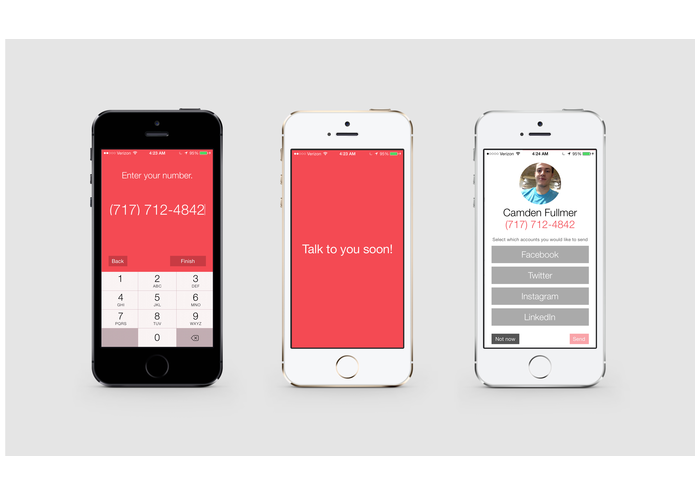 Verizon 4:23 AM 95%
Enter your number.
(717) 712-4842
Back Finish
1 2 3
ABC DEF
4 5 6
GHI JKL MNO
7 8 9
PQRS TUV WXYZ
0
Verizon 4:23 AM 95%
Talk to you soon!
Verizon 4:24 AM 95%
Camden Fullmer
(717) 712-4842
Select which accounts you would like to send
Facebook
Twitter
Instagram
LinkedIn
Not now Send